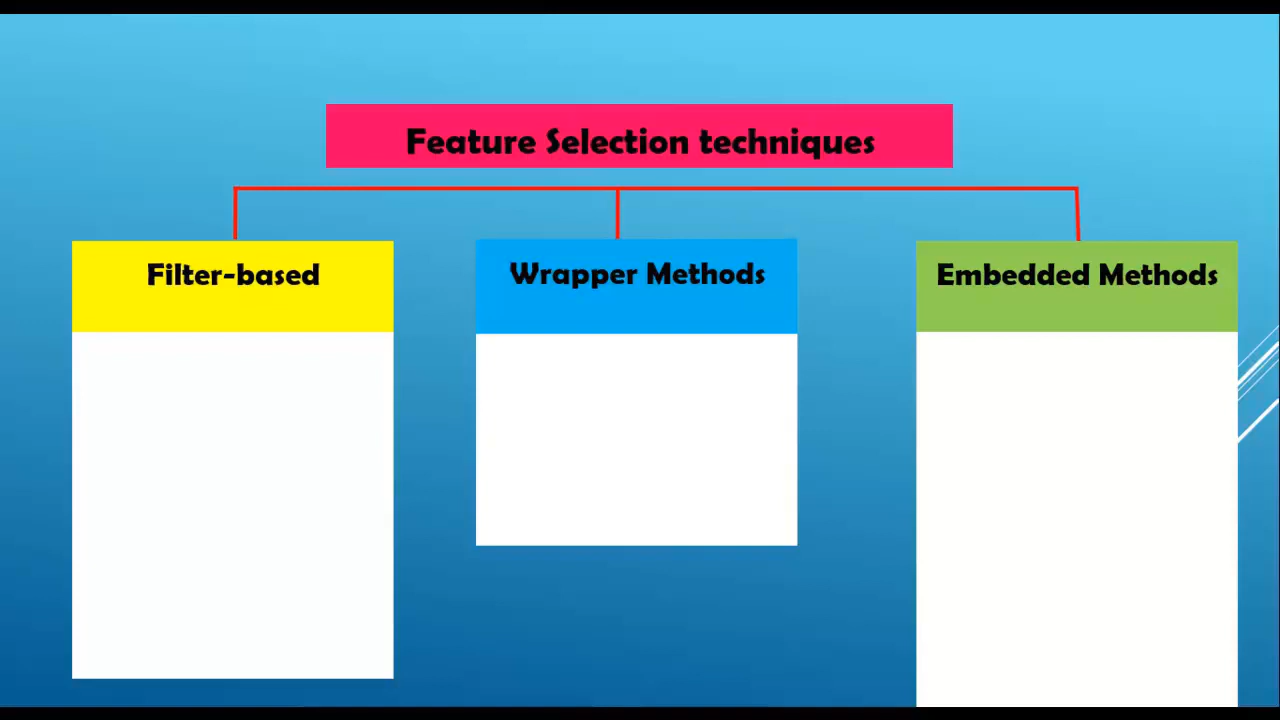 Feature Selection techniques
Filter-based
Wrapper Methods
Embedded Methods